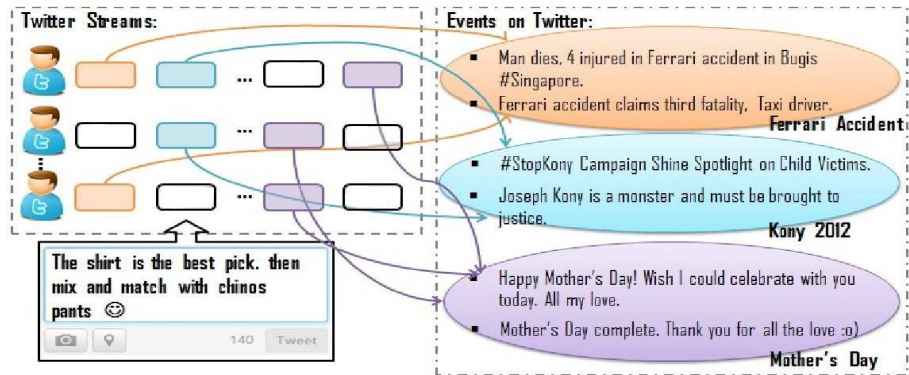 Twitter Streams:
...
...
...
The shirt is the best pick. then
mix and match with chinos
pants ☺
140 Tweet
Events on Twitter:
▪ Man dies, 4 injured in Ferrari accident in Bugis
#Singapore.
▪ Ferrari accident claims third fatality, Taxi driver.
Ferrari Accident
▪ #StopKony Campaign Shine Spotlight on Child Victims.
▪ Joseph Kony is a monster and must be brought to
justice.
Kony 2012
▪ Happy Mother's Day! Wish I could celebrate with you
today. All my love.
▪ Mother's Day complete. Thank you for all the love :o)
Mother's Day